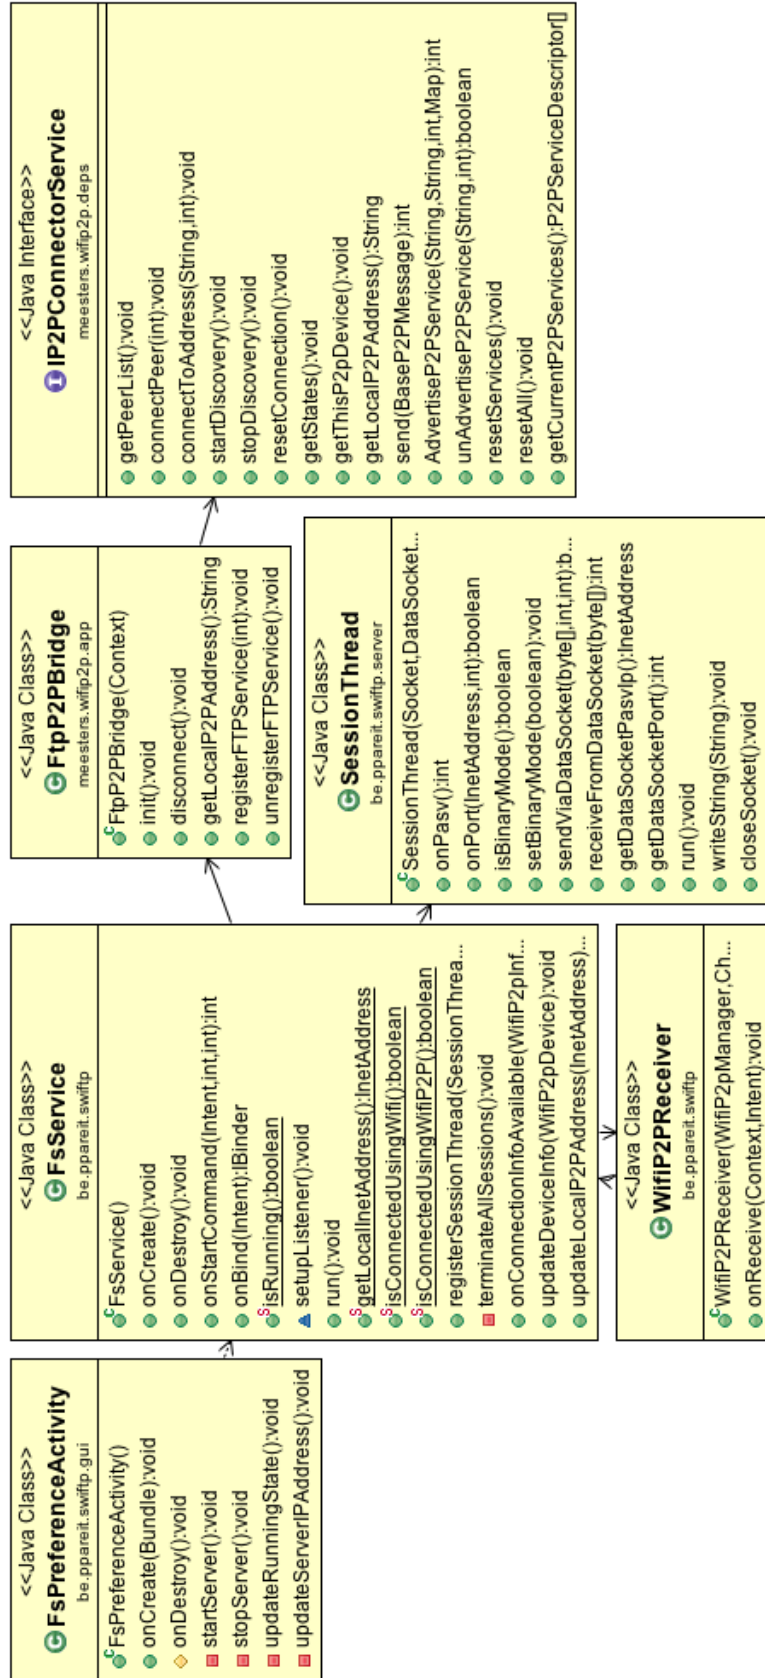 <<Java Class>>
FsPreferenceActivity
be.ppareit.swiftp.gui
FsPreferenceActivity()
onCreate(Bundle):void
onDestroy():void
startServer():void
stopServer():void
updateRunningState():void
updateServerIPAddress():void
<<Java Class>>
FsService
be.ppareit.swiftp
FsService()
onCreate():void
onDestroy():void
onStartCommand(Intent,int,int):int
onBind(Intent):IBinder
isRunning():boolean
setupListener():void
run():void
getLocalInetAddress():InetAddress
isConnectedUsingWifi():boolean
isConnectedUsingWifiP2P():boolean
registerSessionThread(SessionThrea...
terminateAllSessions():void
onConnectionInfoAvailable(WifiP2pInf...
updateDeviceInfo(WifiP2pDevice):void
updateLocalP2PAddress(InetAddress)...
<<Java Class>>
FtpP2PBridge
meesters.wifip2p.app
FtpP2PBridge(Context)
init():void
disconnect():void
getLocalP2PAddress():String
registerFTPService(int):void
unregisterFTPService():void
<<Java Interface>>
IP2PConnectorService
meesters.wifip2p.deps
getPeerList():void
connectPeer(int):void
connectToAddress(String,int):void
startDiscovery():void
stopDiscovery():void
resetConnection():void
getStates():void
getThisP2pDevice():void
getLocalP2PAddress():String
send(BaseP2PMessage):int
AdvertiseP2PService(String,String,int,Map):int
unAdvertiseP2PService(String,int):boolean
resetServices():void
resetAll():void
getCurrentP2PServices():P2PServiceDescriptor[]
<<Java Class>>
WifiP2PReceiver
be.ppareit.swiftp
WifiP2PReceiver(WifiP2pManager,Ch...
onReceive(Context,Intent):void
<<Java Class>>
SessionThread
be.ppareit.swiftp.server
SessionThread(Socket,DataSocket...
onPasv():int
onPort(InetAddress,int):boolean
isBinaryMode():boolean
setBinaryMode(boolean):void
sendViaDataSocket(byte[],int,int):b...
receiveFromDataSocket(byte[]):int
getDataSocketPasvIp():InetAddress
getDataSocketPort():int
run():void
writeString(String):void
closeSocket():void